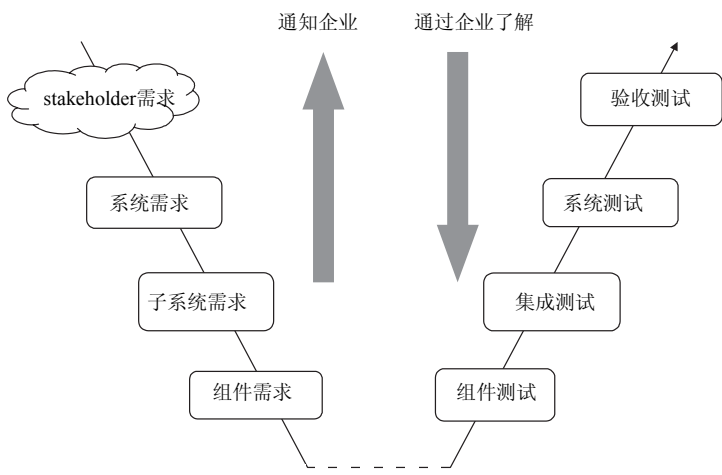 通知企业
通过企业了解
stakeholder需求
验收测试
系统需求
系统测试
子系统需求
集成测试
组件需求
组件测试